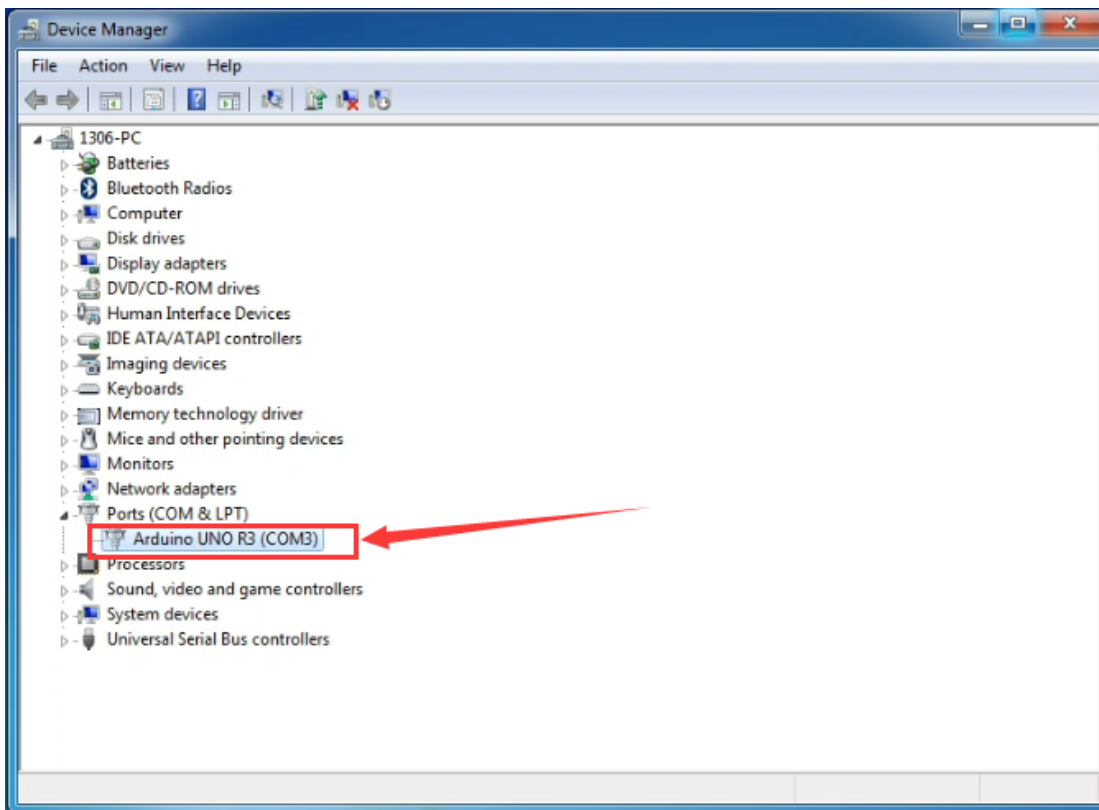 Device Manager
File Action View Help
1306-PC
Batteries
Bluetooth Radios
Computer
Disk drives
Display adapters
DVD/CD-ROM drives
Human Interface Devices
IDE ATA/ATAPI controllers
Imaging devices
Keyboards
Memory technology driver
Mice and other pointing devices
Monitors
Network adapters
Ports (COM & LPT)
Arduino UNO R3 (COM3)
Processors
Sound, video and game controllers
System devices
Universal Serial Bus controllers